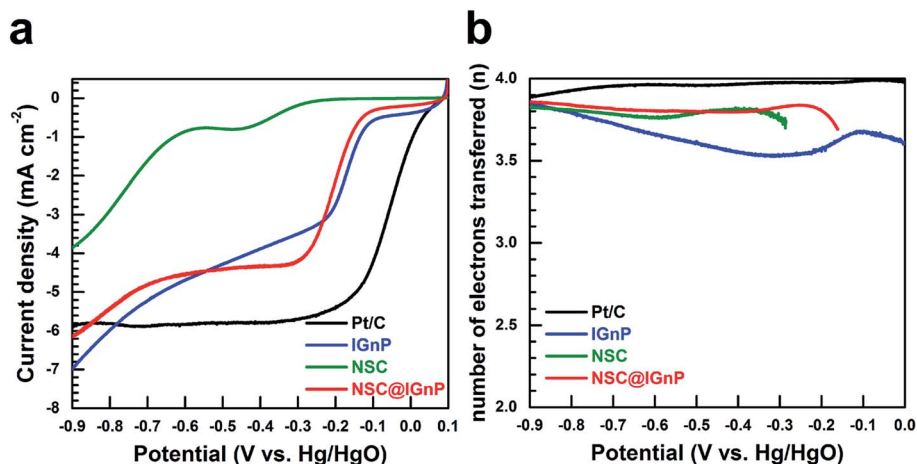 a
0
-1
-2
-3
-4
-5
-6
-7
-8
Current density (mA cm-2)
Pt/C
IGnP
NSC
NSC@IGnP
-0.9 -0.8 -0.7 -0.6 -0.5 -0.4 -0.3 -0.2 -0.1 0.0 0.1
Potential (V vs. Hg/HgO)
b
4.0
3.5
3.0
2.5
2.0
number of electrons transferred (n)
Pt/C
IGnP
NSC
NSC@IGnP
-0.9 -0.8 -0.7 -0.6 -0.5 -0.4 -0.3 -0.2 -0.1 0.0
Potential (V vs. Hg/HgO)